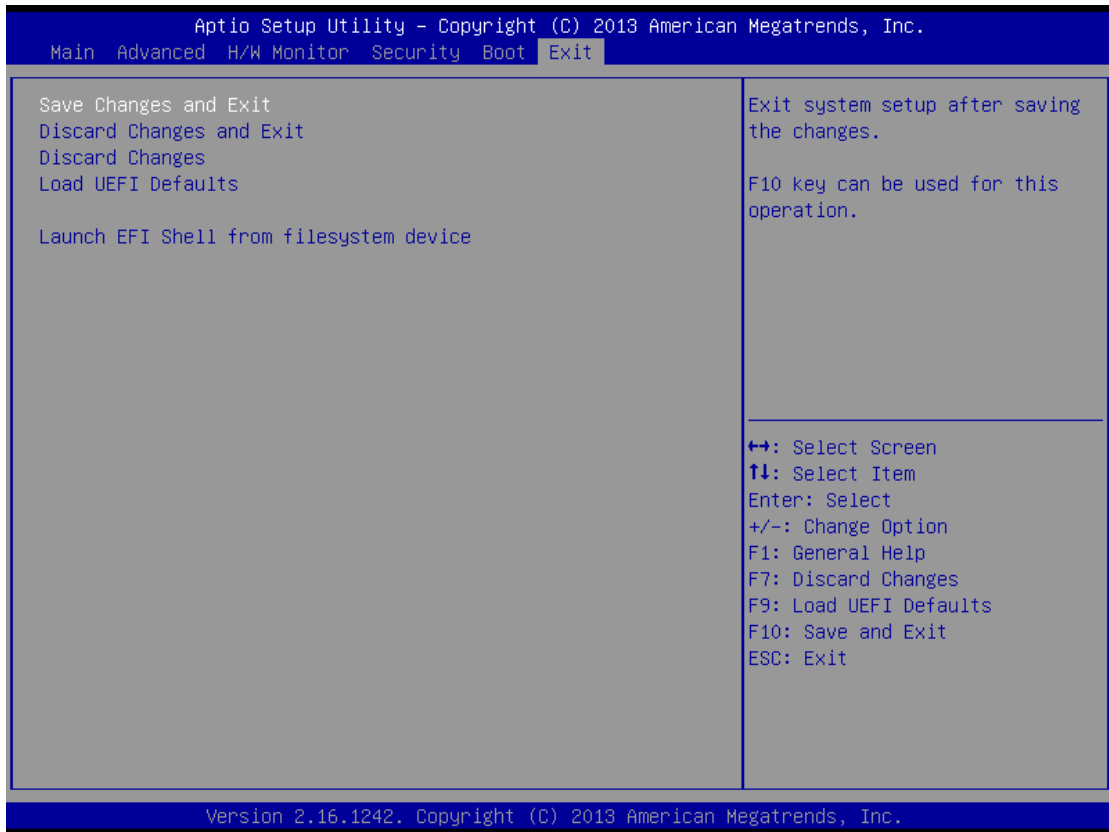 Aptio Setup Utility – Copyright (C) 2013 American Megatrends, Inc.
Main Advanced H/W Monitor Security Boot Exit
Save Changes and Exit
Discard Changes and Exit
Discard Changes
Load UEFI Defaults
Launch EFI Shell from filesystem device
Exit system setup after saving
the changes.
F10 key can be used for this
operation.
↔: Select Screen
↑↓: Select Item
Enter: Select
+/-: Change Option
F1: General Help
F7: Discard Changes
F9: Load UEFI Defaults
F10: Save and Exit
ESC: Exit
Version 2.16.1242. Copyright (C) 2013 American Megatrends, Inc.